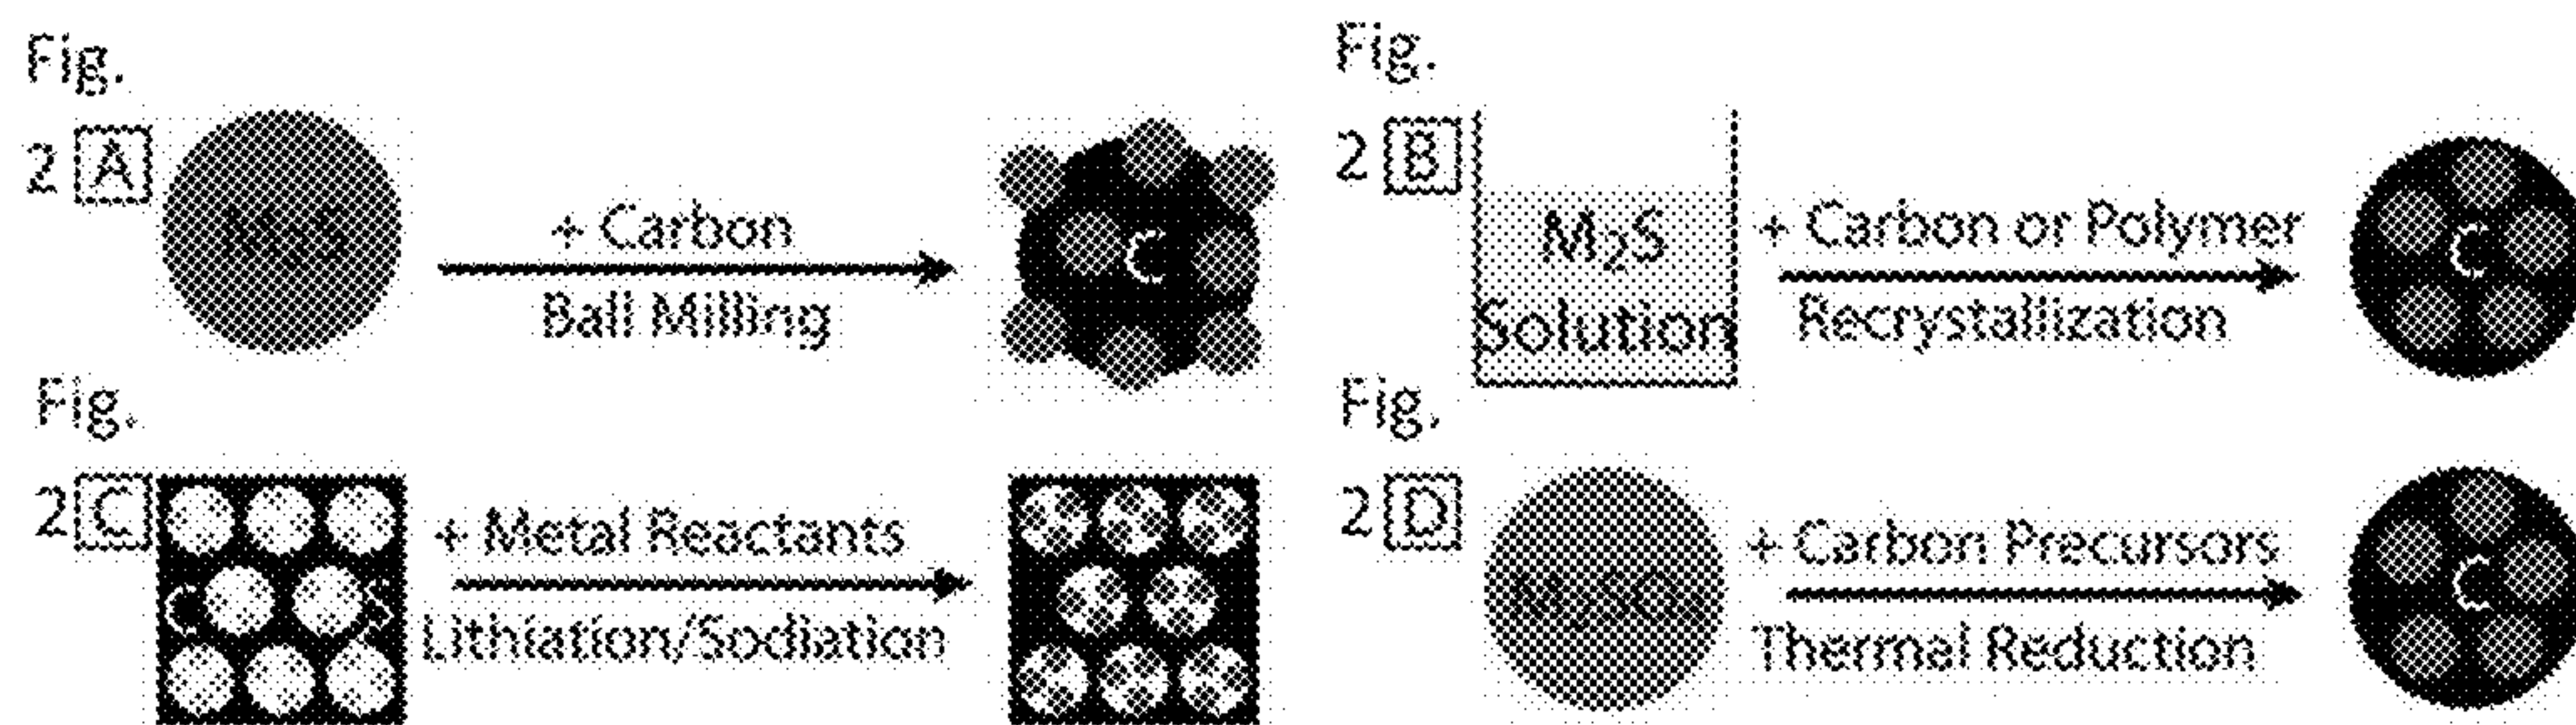 Fig.
2 A
M₂S
+ Carbon
Ball Milling
C
Fig.
2 B
M₂S
Solution
+ Carbon or Polymer
Recrystallization
C
Fig.
2 C
C
S
+ Metal Reactants
Lithiation/Sodiation
Fig.
2 D
+ Carbon Precursors
Thermal Reduction
C